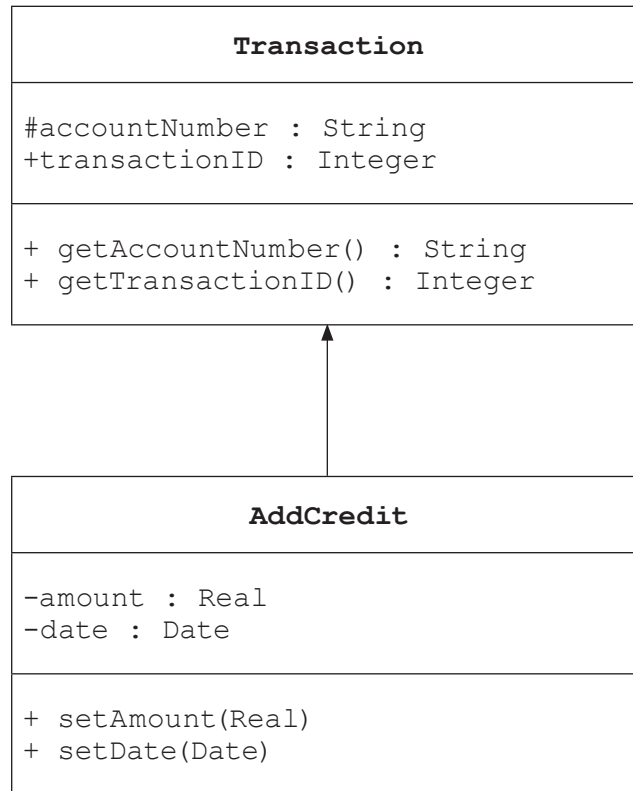 Transaction
#accountNumber : String
+transactionID : Integer
+ getAccountNumber() : String
+ getTransactionID() : Integer
AddCredit
-amount : Real
-date : Date
+ setAmount(Real)
+ setDate(Date)